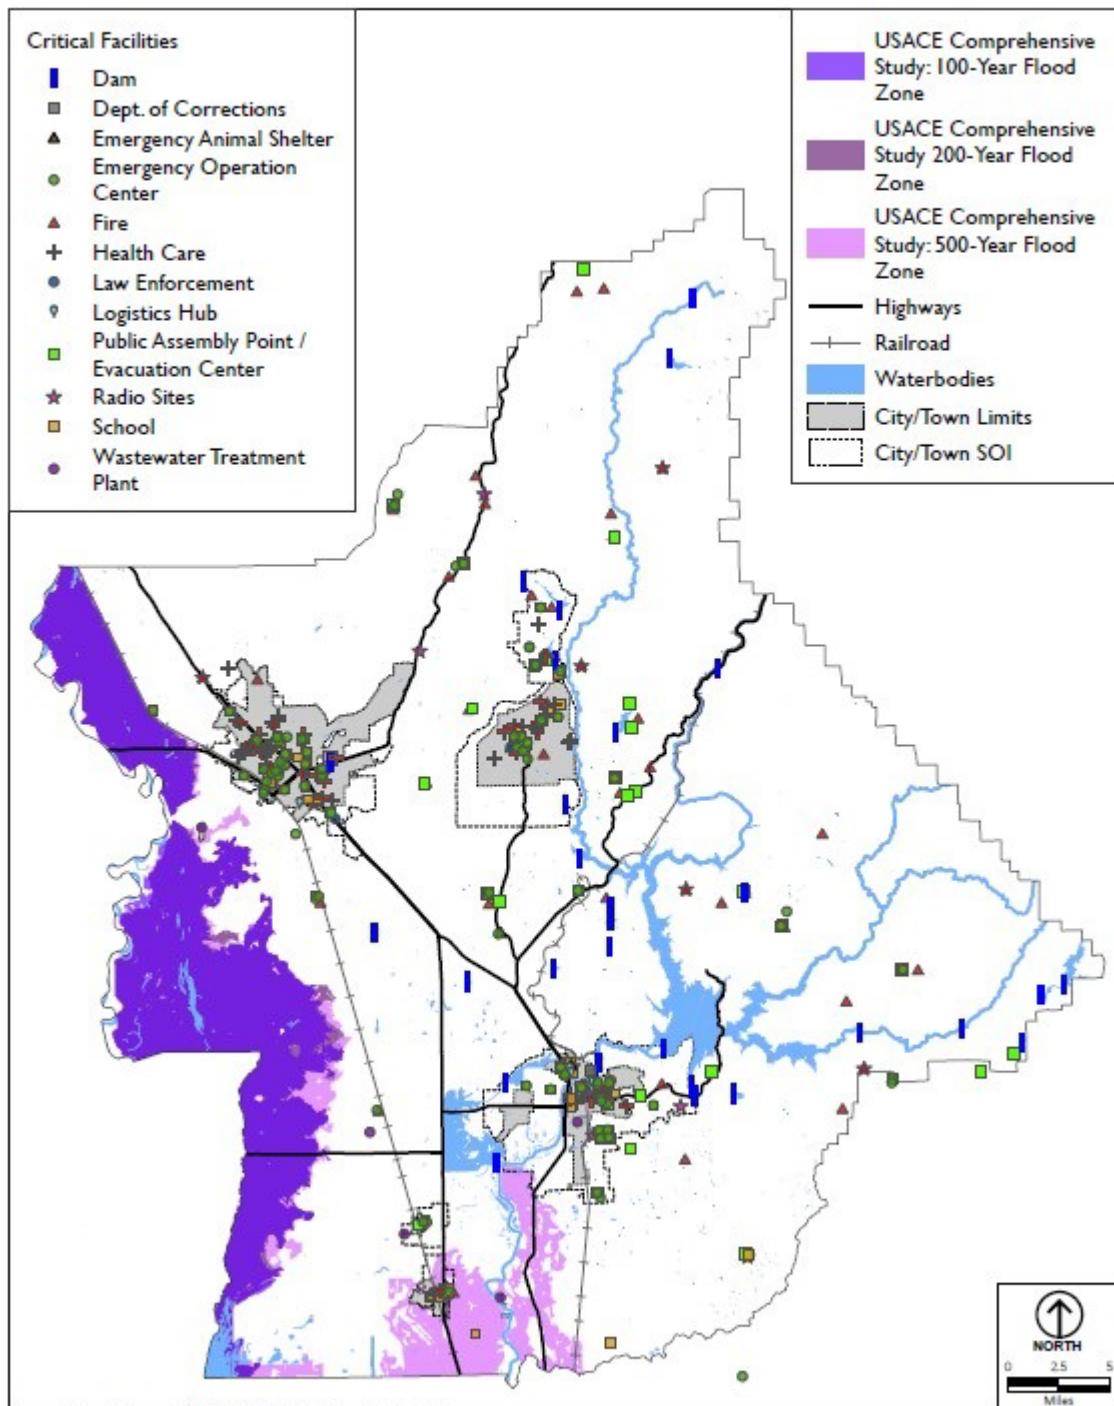 Critical Facilities
Dam
Dept. of Corrections
Emergency Animal Shelter
Emergency Operation
Center
Fire
Health Care
Law Enforcement
Logistics Hub
Public Assembly Point /
Evacuation Center
Radio Sites
School
Wastewater Treatment
Plant
USACE Comprehensive
Study: 100-Year Flood
Zone
USACE Comprehensive
Study 200-Year Flood
Zone
USACE Comprehensive
Study: 500-Year Flood
Zone
Highways
Railroad
Waterbodies
City/Town Limits
City/Town SOI
NORTH
0 2.5 5
Miles